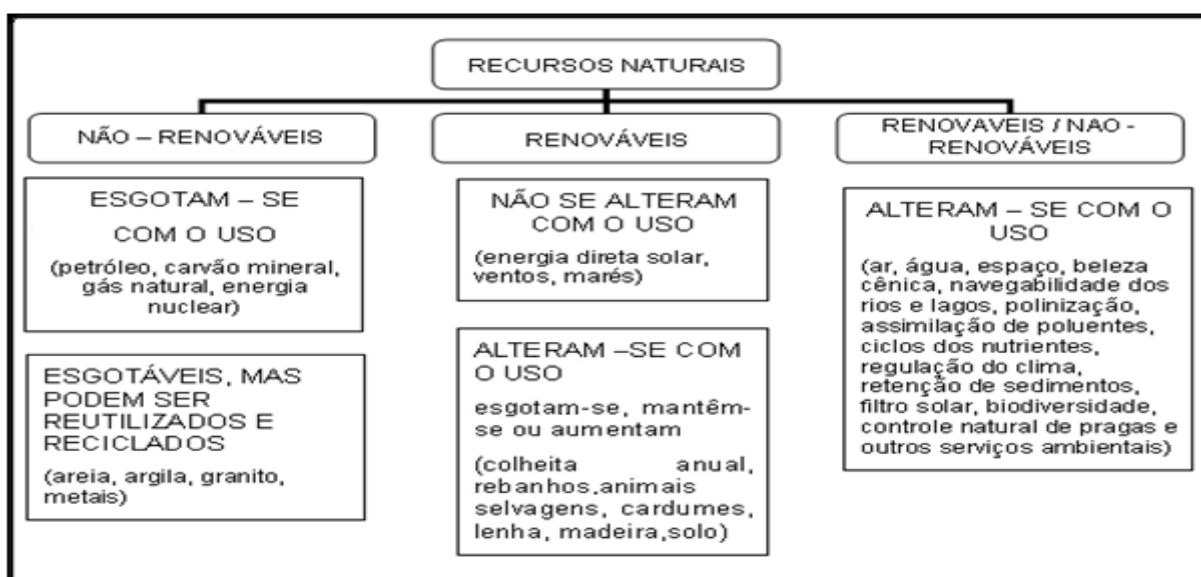 RECURSOS NATURAIS
NÃO – RENOVÁVEIS
ESGOTAM – SE
COM O USO
(petróleo, carvão mineral,
gás natural, energia
nuclear)
ESGOTÁVEIS, MAS
PODEM SER
REUTILIZADOS E
RECICLADOS
(areia, argila, granito,
metais)
RENOVÁVEIS
NÃO SE ALTERAM
COM O USO
(energia direta solar,
ventos, marés)
ALTERAM –SE COM
O USO
esgotam-se, mantêm-
se ou aumentam
(colheita anual,
rebanhos,animais
selvagens, cardumes,
lenha, madeira,solo)
RENOVAVEIS / NAO -
RENOVÁVEIS
ALTERAM – SE COM O
USO
(ar, água, espaço, beleza
cênica, navegabilidade dos
rios e lagos, polinização,
assimilação de poluentes,
ciclos dos nutrientes,
regulação do clima,
retenção de sedimentos,
filtro solar, biodiversidade,
controle natural de pragas e
outros serviços ambientais)